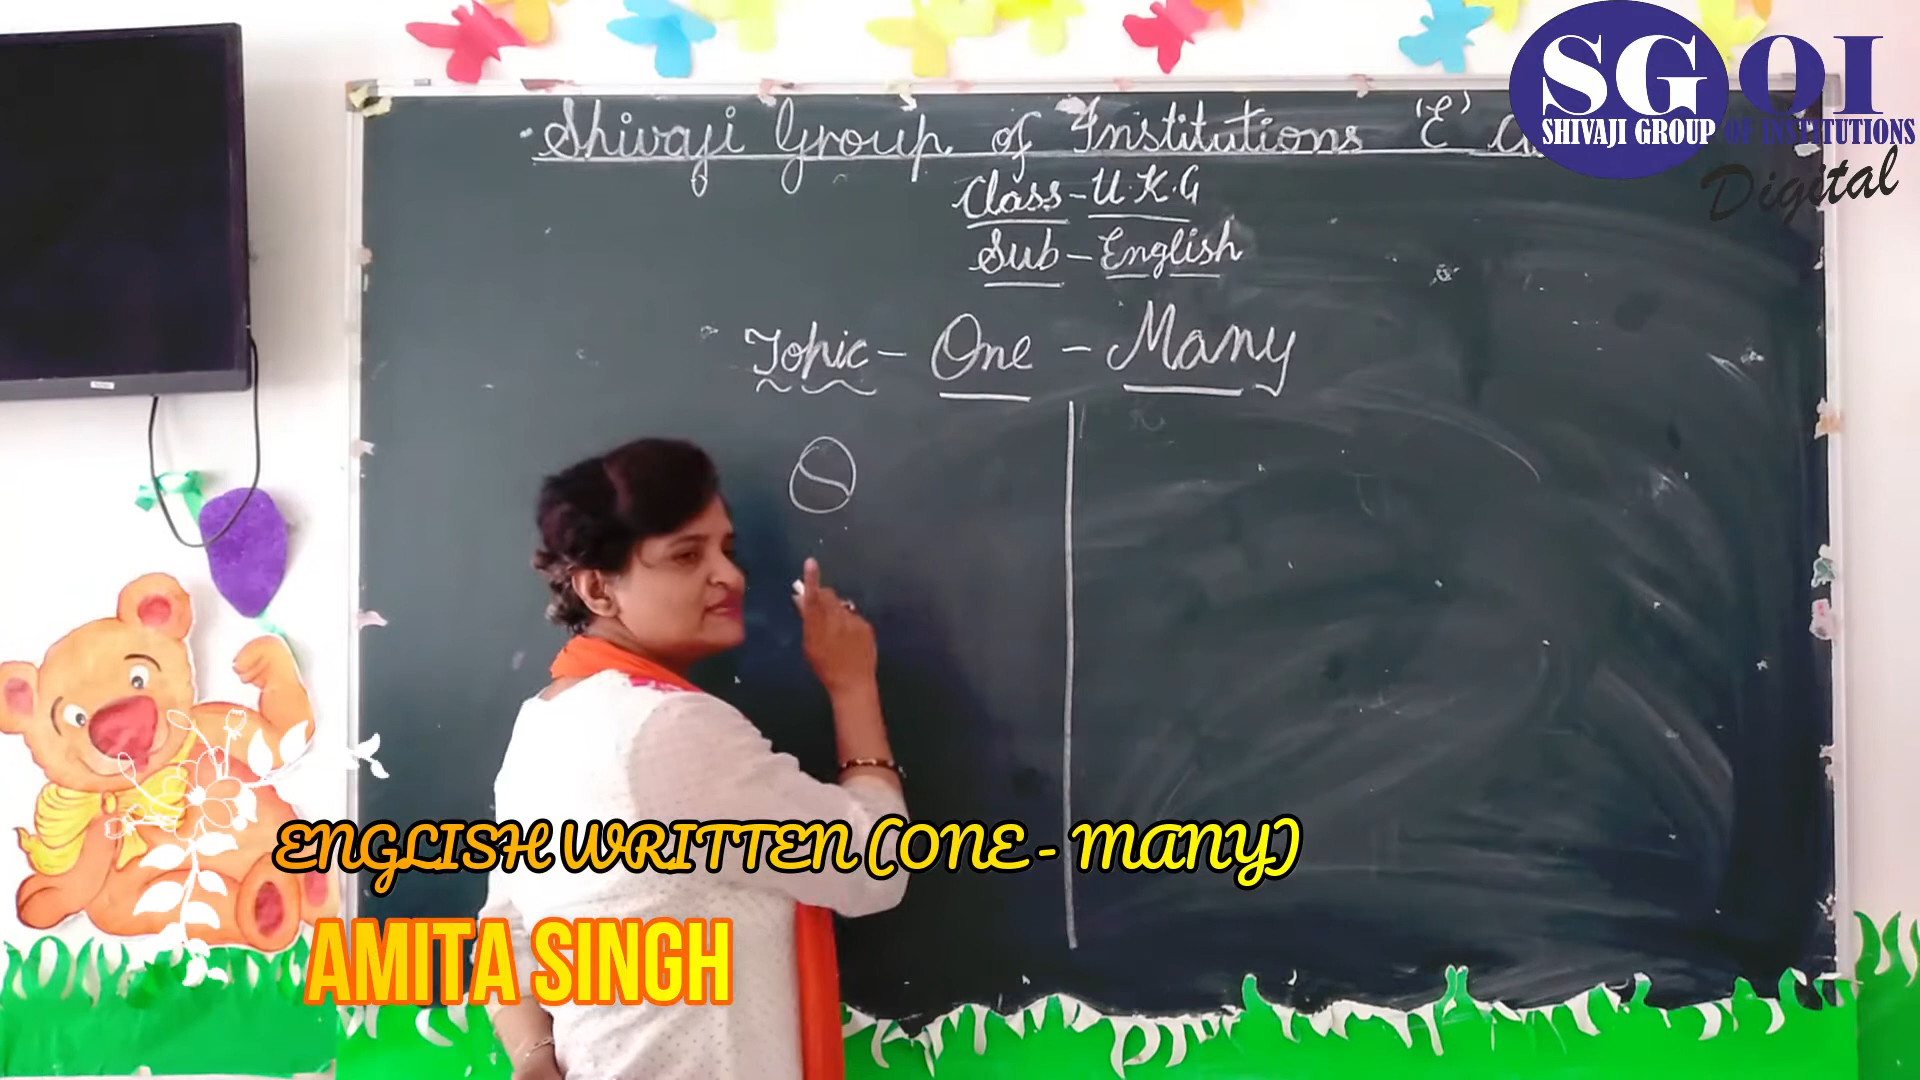 Shivaji Group of Institutions 'E'
Class - U.K.G
Sub - English
Topic - One - Many
SGOI
SHIVAJI GROUP OF INSTITUTIONS
Digital
ENGLISH WRITTEN (ONE - MANY)
AMITA SINGH